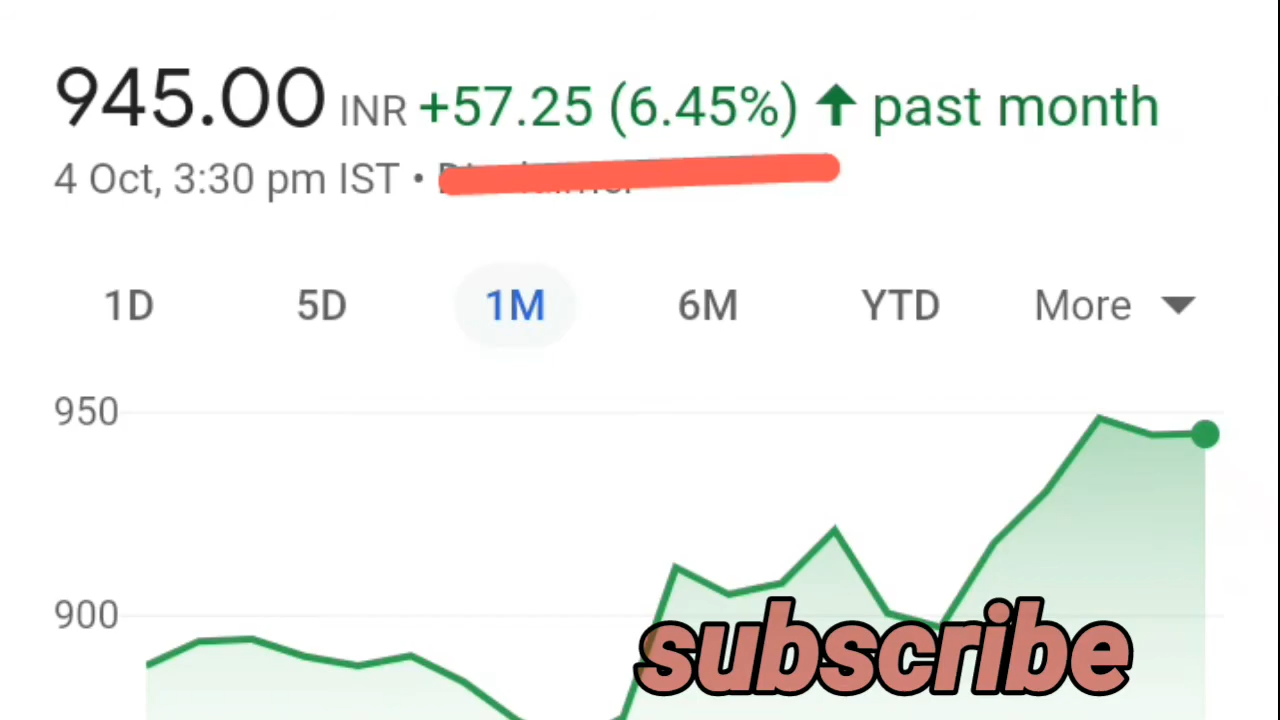 945.00 INR +57.25 (6.45%) ↑ past month
4 Oct, 3:30 pm IST •
1D 5D 1M 6M YTD More
950
900
subscribe